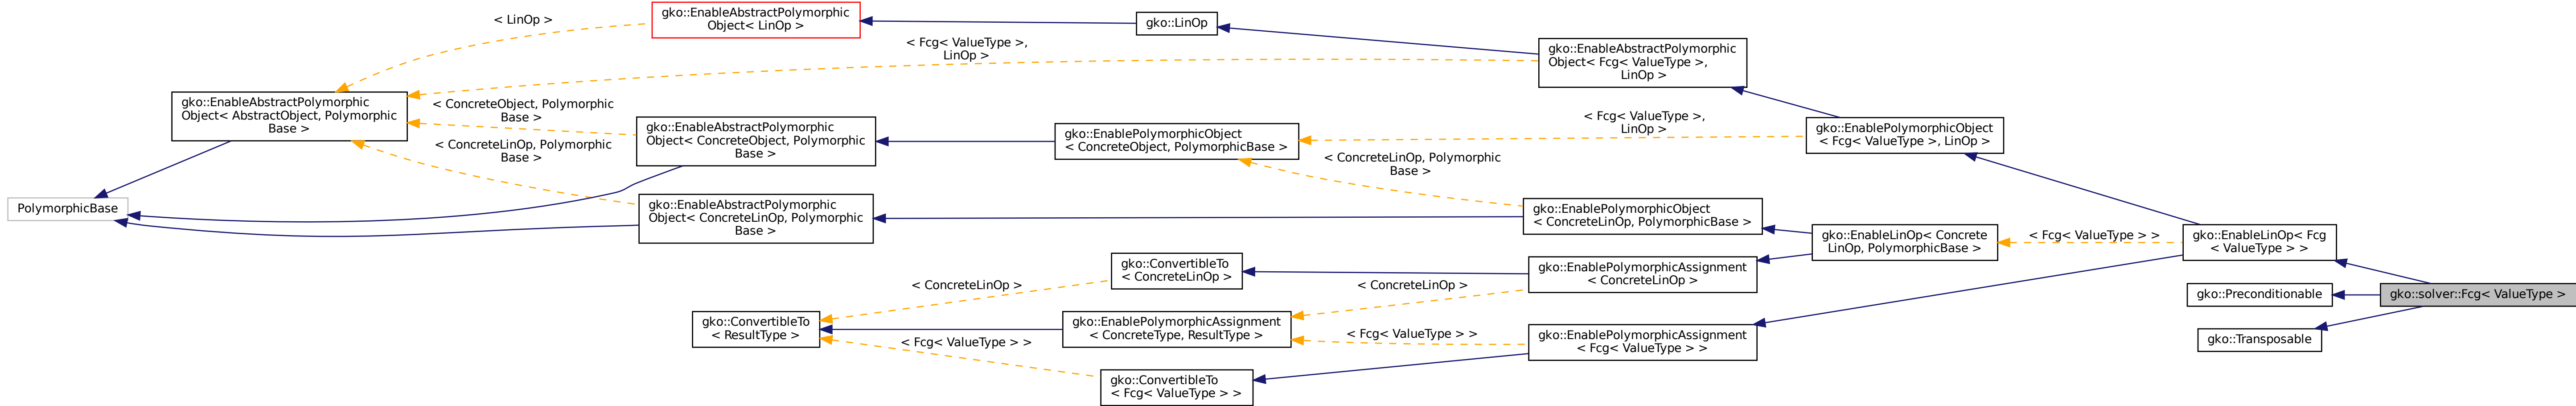 gko::EnableAbstractPolymorphic
Object< LinOp >
< LinOp >
gko::LinOp
< Fcg< ValueType >,
LinOp >
gko::EnableAbstractPolymorphic
Object< Fcg< ValueType >,
LinOp >
gko::EnableAbstractPolymorphic
Object< AbstractObject, Polymorphic
Base >
< ConcreteObject, Polymorphic
Base >
gko::EnableAbstractPolymorphic
Object< ConcreteObject, Polymorphic
Base >
gko::EnablePolymorphicObject
< ConcreteObject, PolymorphicBase >
< Fcg< ValueType >,
LinOp >
gko::EnablePolymorphicObject
< Fcg< ValueType >, LinOp >
< ConcreteLinOp, Polymorphic
Base >
< ConcreteLinOp, Polymorphic
Base >
PolymorphicBase
gko::EnableAbstractPolymorphic
Object< ConcreteLinOp, Polymorphic
Base >
gko::EnablePolymorphicObject
< ConcreteLinOp, PolymorphicBase >
gko::EnableLinOp< Concrete
LinOp, PolymorphicBase >
< Fcg< ValueType > >
gko::EnableLinOp< Fcg
< ValueType > >
gko::ConvertibleTo
< ConcreteLinOp >
gko::EnablePolymorphicAssignment
< ConcreteLinOp >
< ConcreteLinOp >
< ConcreteLinOp >
gko::Preconditionable
gko::solver::Fcg< ValueType >
gko::ConvertibleTo
< ResultType >
gko::EnablePolymorphicAssignment
< ConcreteType, ResultType >
< Fcg< ValueType > >
gko::EnablePolymorphicAssignment
< Fcg< ValueType > >
gko::Transposable
< Fcg< ValueType > >
gko::ConvertibleTo
< Fcg< ValueType > >